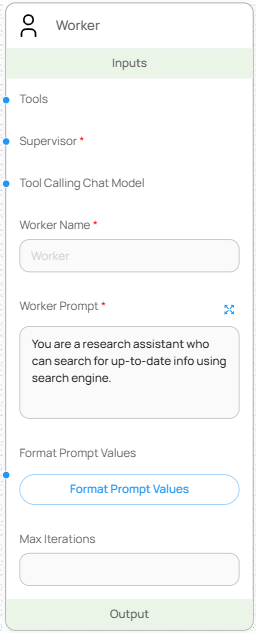 Worker
Inputs
Tools
Supervisor *
Tool Calling Chat Model
Worker Name *
Worker
Worker Prompt *
You are a research assistant who
can search for up-to-date info using
search engine.
Format Prompt Values
Format Prompt Values
Max Iterations
Output